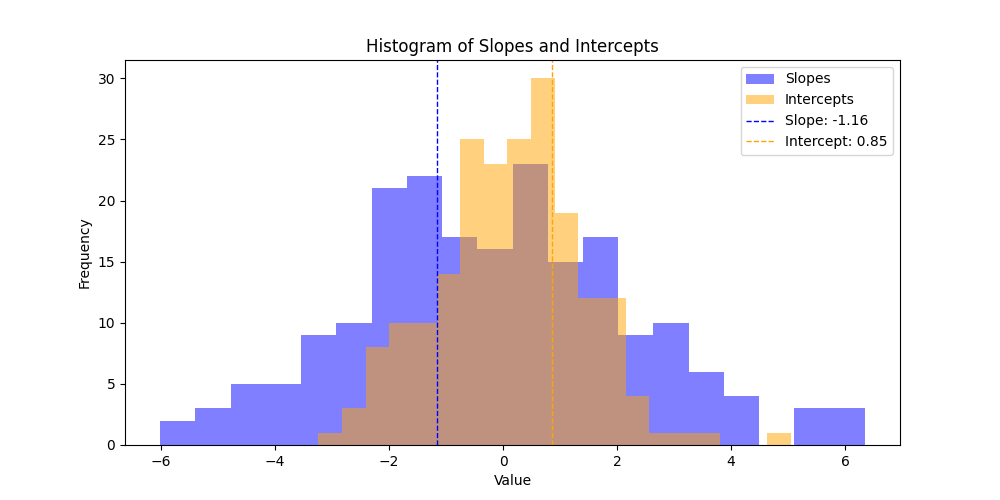 Histogram of Slopes and Intercepts
Slopes
Intercepts
Slope: -1.16
Intercept: 0.85
Frequency
30
25
20
15
10
5
0
−6 −4 −2 0 2 4 6
Value